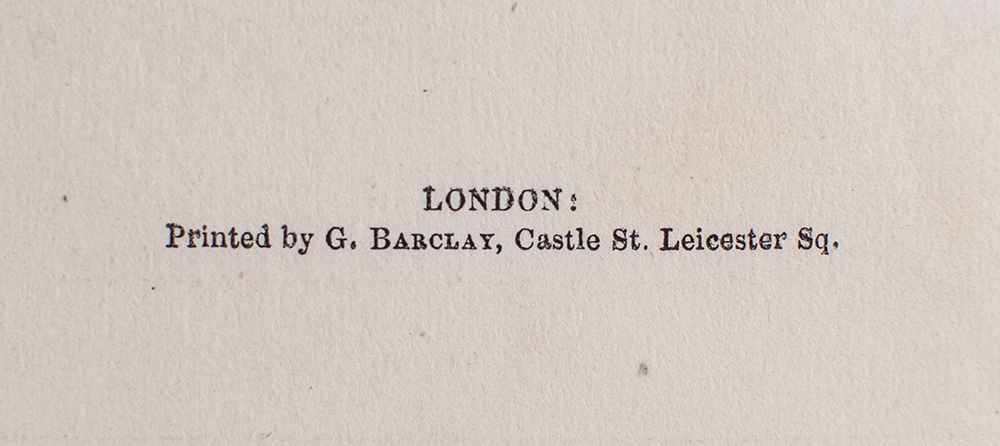 LONDON:
Printed by G. BARCLAY, Castle St. Leicester Sq.